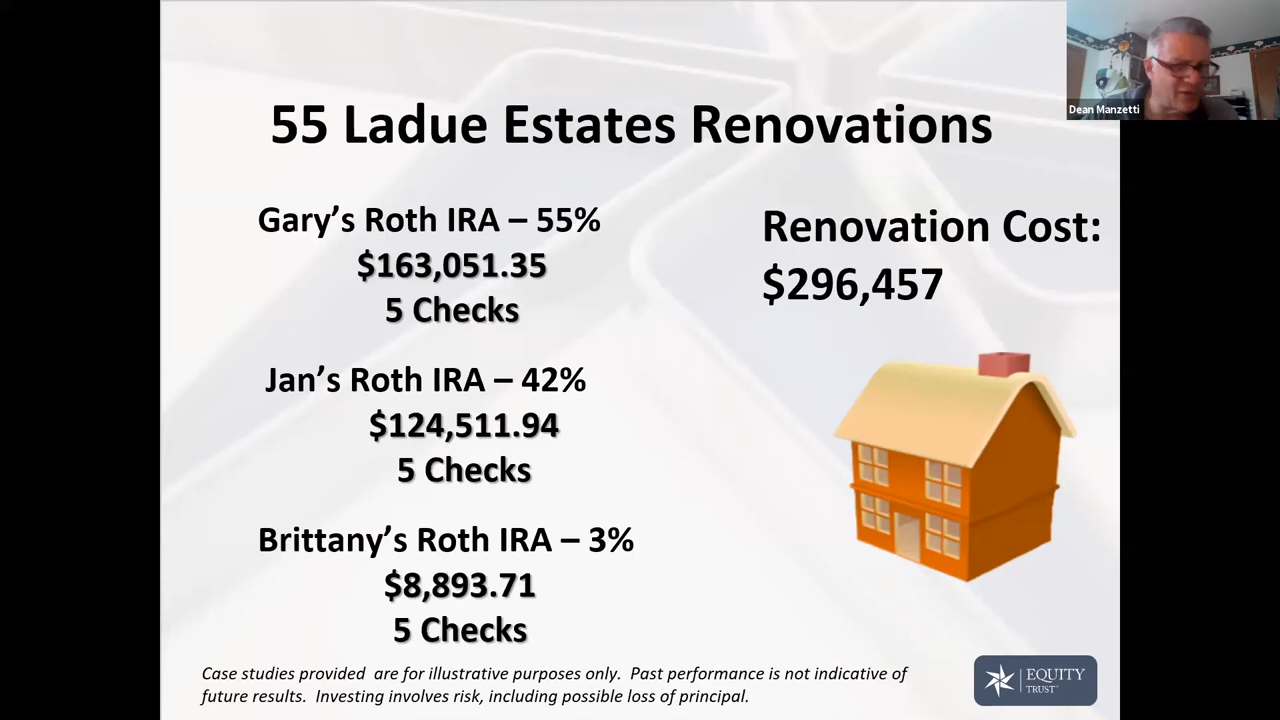 Dean Manzetti
55 Ladue Estates Renovations
Gary’s Roth IRA – 55%
$163,051.35
5 Checks
Renovation Cost:
$296,457
Jan’s Roth IRA – 42%
$124,511.94
5 Checks
Brittany’s Roth IRA – 3%
$8,893.71
5 Checks
Case studies provided are for illustrative purposes only. Past performance is not indicative of
future results. Investing involves risk, including possible loss of principal.
EQUITY
TRUST